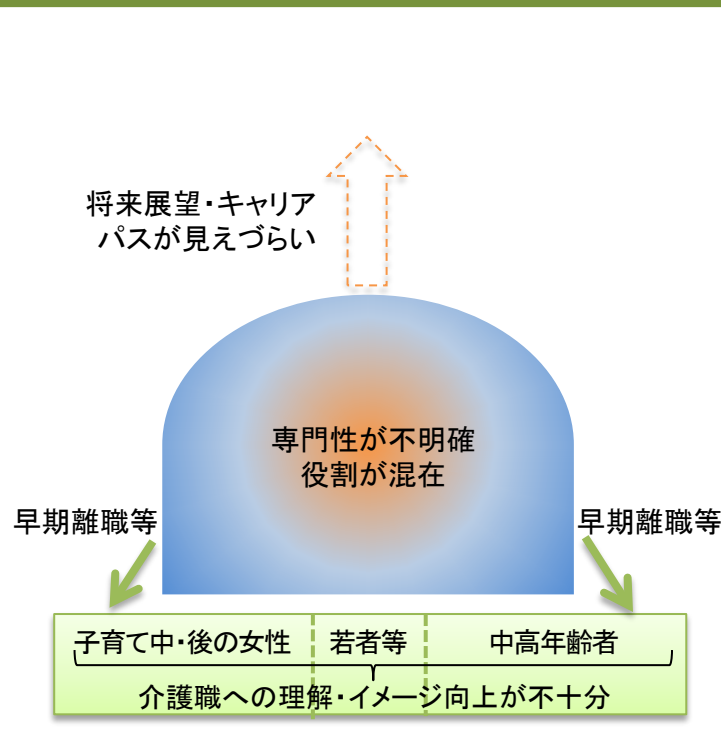 将来展望・キャリア
パスが見えづらい
専門性が不明確
役割が混在
早期離職等
早期離職等
子育て中・後の女性 若者等 中高年齢者
介護職への理解・イメージ向上が不十分